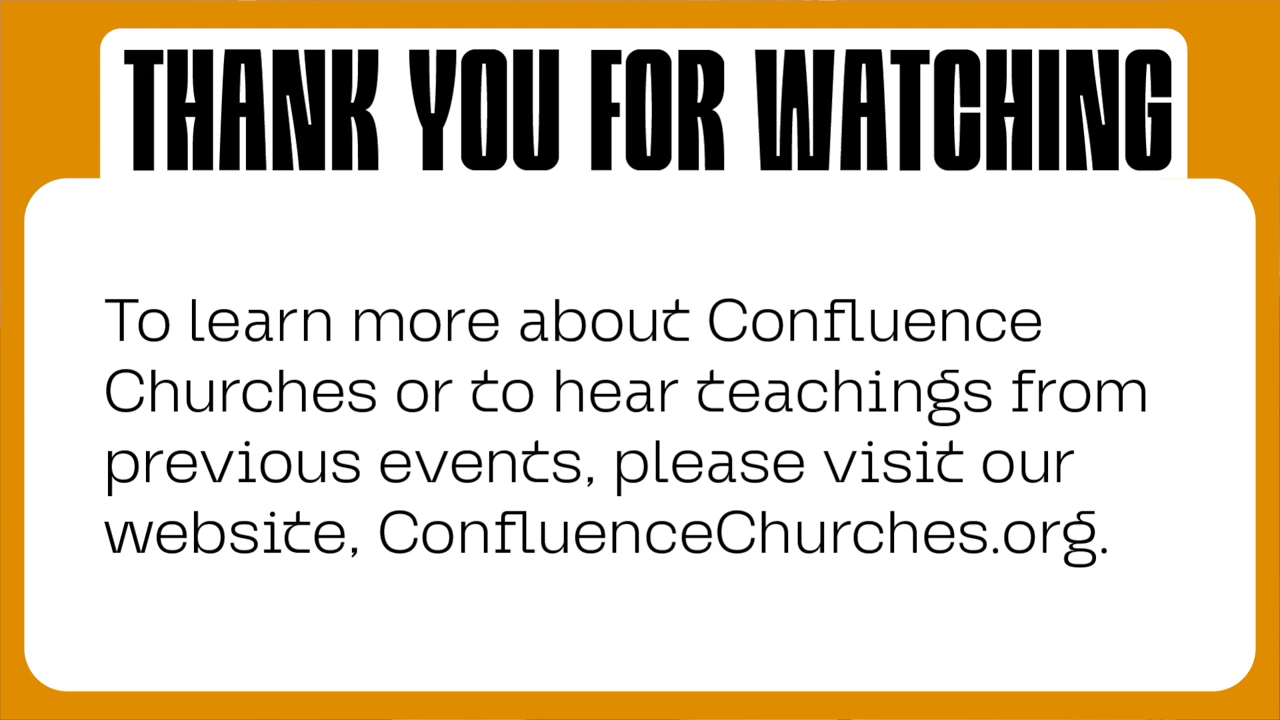 THANK YOU FOR WATCHING
To learn more about Confluence
Churches or to hear teachings from
previous events, please visit our
website, ConfluenceChurches.org.